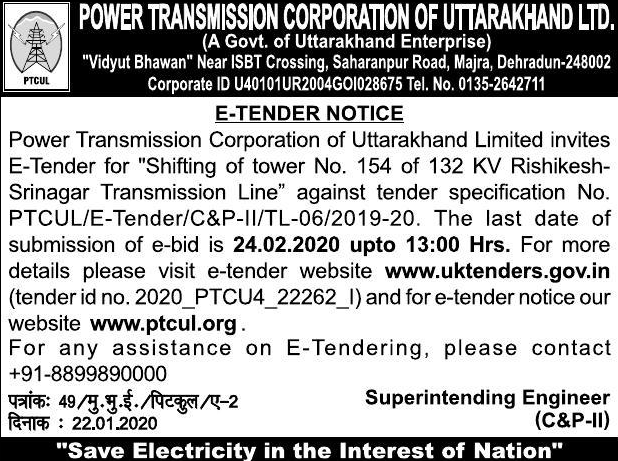 POWER TRANSMISSION CORPORATION OF UTTARAKHAND LTD.
(A Govt. of Uttarakhand Enterprise)
"Vidyut Bhawan" Near ISBT Crossing, Saharanpur Road, Majra, Dehradun-248002
Corporate ID U40101UR2004GOI028675 Tel. No. 0135-2642711
PTCUL
E-TENDER NOTICE
Power Transmission Corporation of Uttarakhand Limited invites
E-Tender for "Shifting of tower No. 154 of 132 KV Rishikesh-
Srinagar Transmission Line” against tender specification No.
PTCUL/E-Tender/C&P-II/TL-06/2019-20. The last date of
submission of e-bid is 24.02.2020 upto 13:00 Hrs. For more
details please visit e-tender website www.uktenders.gov.in
(tender id no. 2020_PTCU4_22262_I) and for e-tender notice our
website www.ptcul.org .
For any assistance on E-Tendering, please contact
+91-8899890000
पत्रांक: 49/मु.भु.ई./पिटकुल/ए-2
दिनांक : 22.01.2020
Superintending Engineer
(C&P-II)
"Save Electricity in the Interest of Nation"